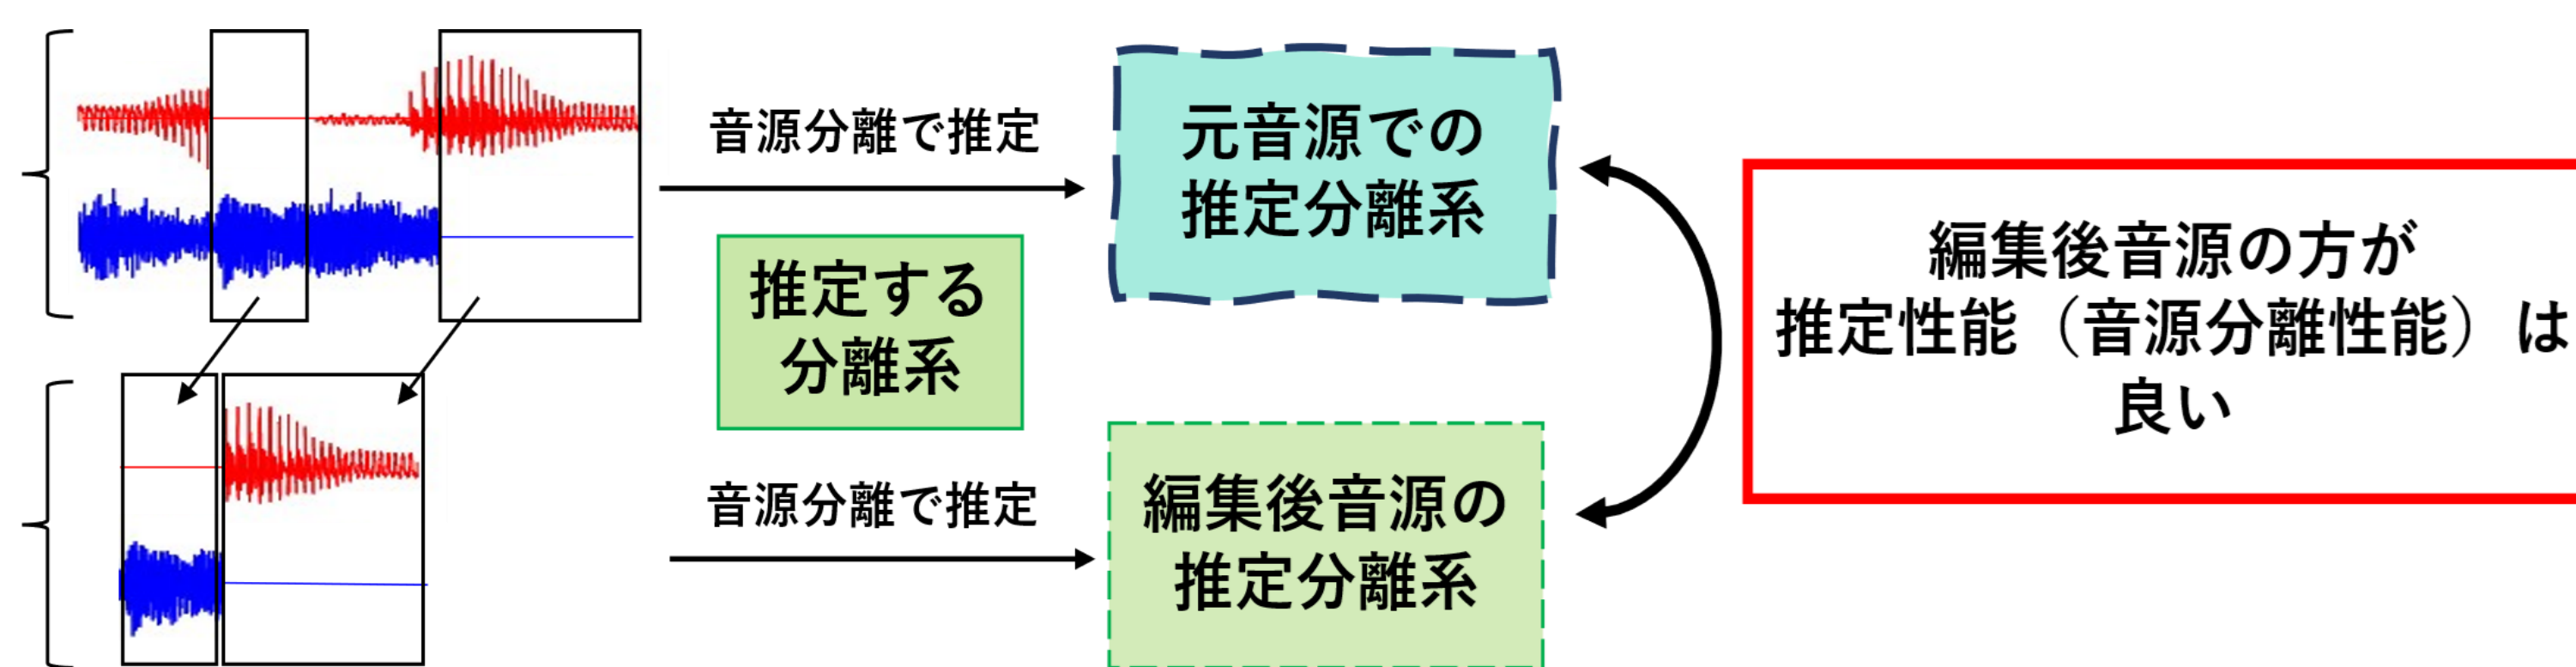 音源分離で推定
元音源での
推定分離系
推定する
分離系
音源分離で推定
編集後音源の
推定分離系
編集後音源の方が
推定性能（音源分離性能）は
良い